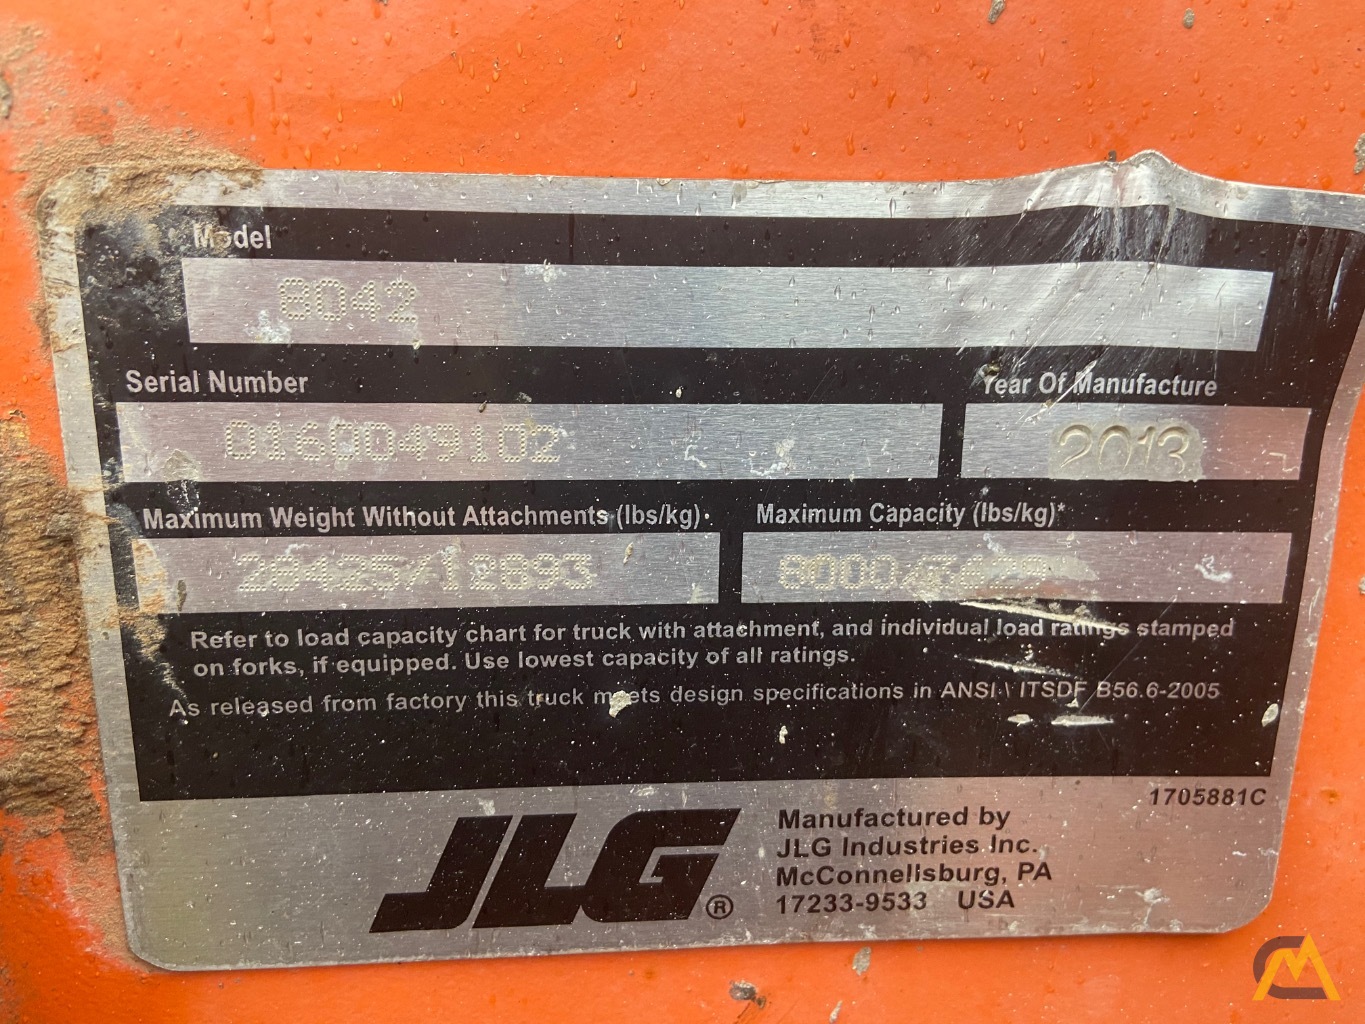 Model
8042
Serial Number
Year Of Manufacture
0160049102
2013
Maximum Weight Without Attachments (lbs/kg)
Maximum Capacity (lbs/kg)*
28425/12893
8000/3629
Refer to load capacity chart for truck with attachment, and individual load ratings stamped
on forks, if equipped. Use lowest capacity of all ratings.
As released from factory this truck meets design specifications in ANSI \ ITSDF B56.6-2005
1705881C
JLG®
Manufactured by
JLG Industries Inc.
McConnellsburg, PA
17233-9533 USA
CM